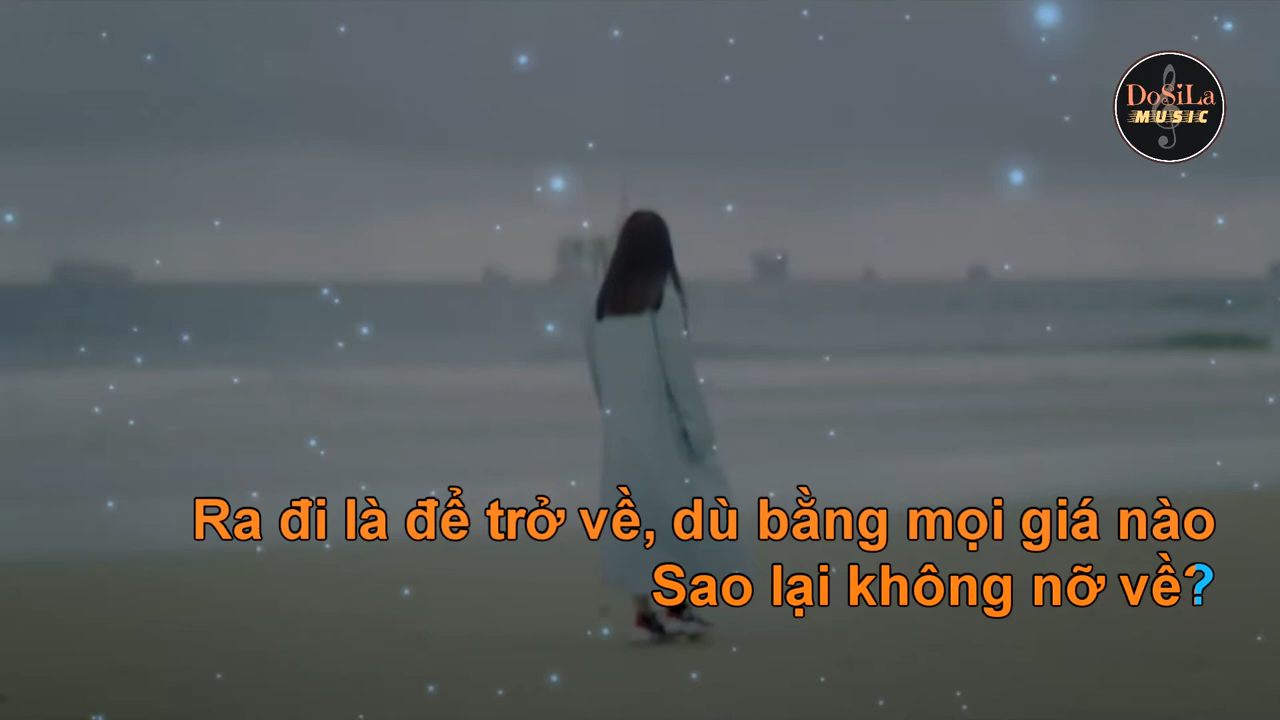 DoSiLa
MUSIC
Ra đi là để trở về, dù bằng mọi giá nào
Sao lại không nỡ về?